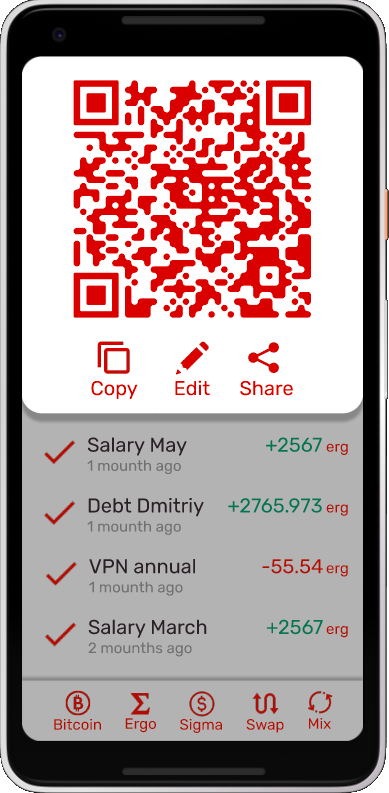 Copy Edit Share
Salary May +2567 erg
1 mounth ago
Debt Dmitriy +2765.973 erg
1 mounth ago
VPN annual -55.54 erg
1 mounth ago
Salary March +2567 erg
2 mounths ago
Bitcoin Ergo Sigma Swap Mix